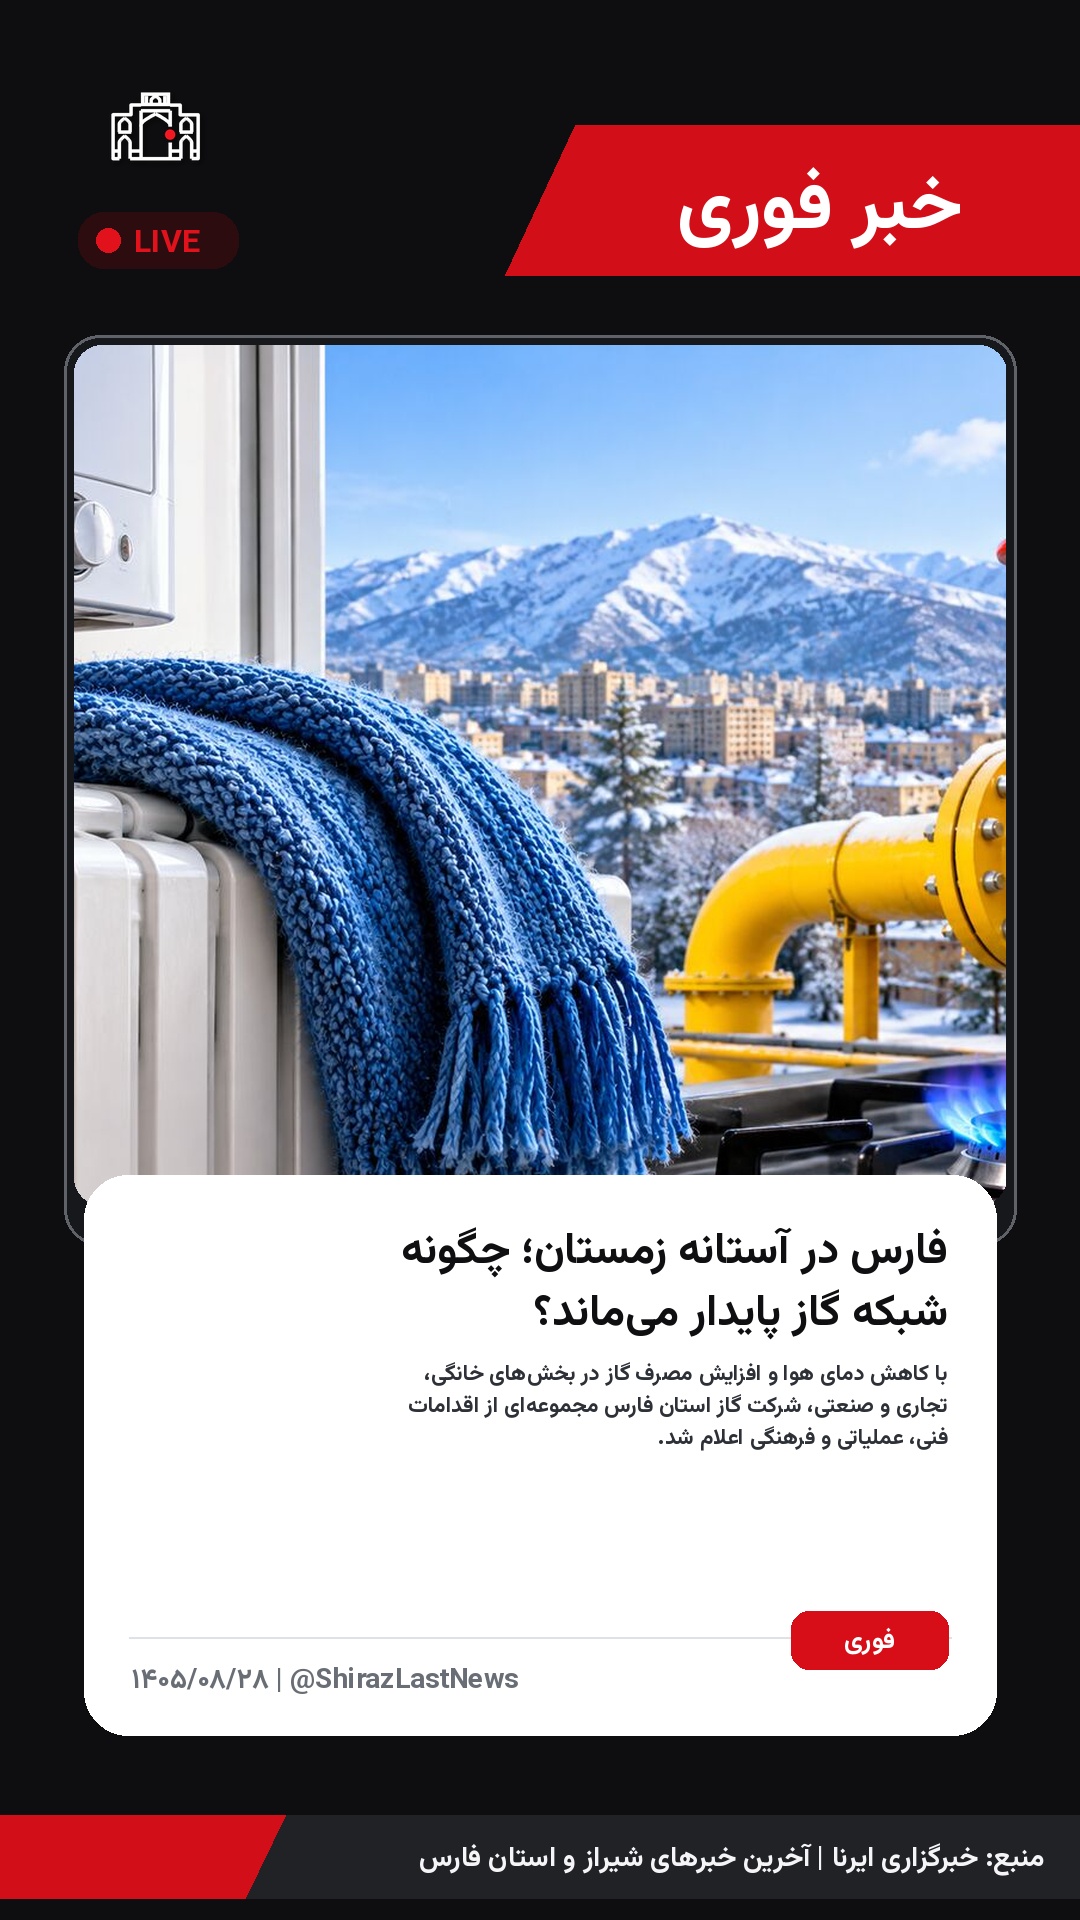 خبر فوری
LIVE
فارس در آستانه زمستان؛ چگونه
شبکه گاز پایدار می‌ماند؟
با کاهش دمای هوا و افزایش مصرف گاز در بخش‌های خانگی،
تجاری و صنعتی، شرکت گاز استان فارس مجموعه‌ای از اقدامات
فنی، عملیاتی و فرهنگی اعلام شد.
فوری
۱۴۰۵/۰۸/۲۸ | @ShirazLastNews
منبع: خبرگزاری ایرنا | آخرین خبرهای شیراز و استان فارس